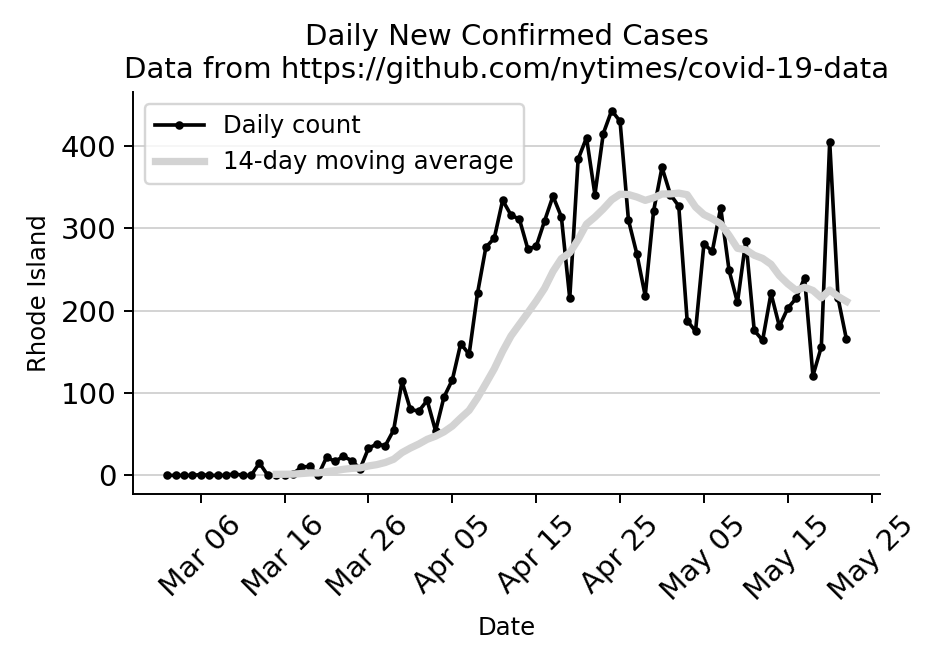 Daily New Confirmed Cases
Data from https://github.com/nytimes/covid-19-data
Daily count
14-day moving average
400
300
200
100
0
Rhode Island
Mar 06
Mar 16
Mar 26
Apr 05
Apr 15
Apr 25
May 05
May 15
May 25
Date